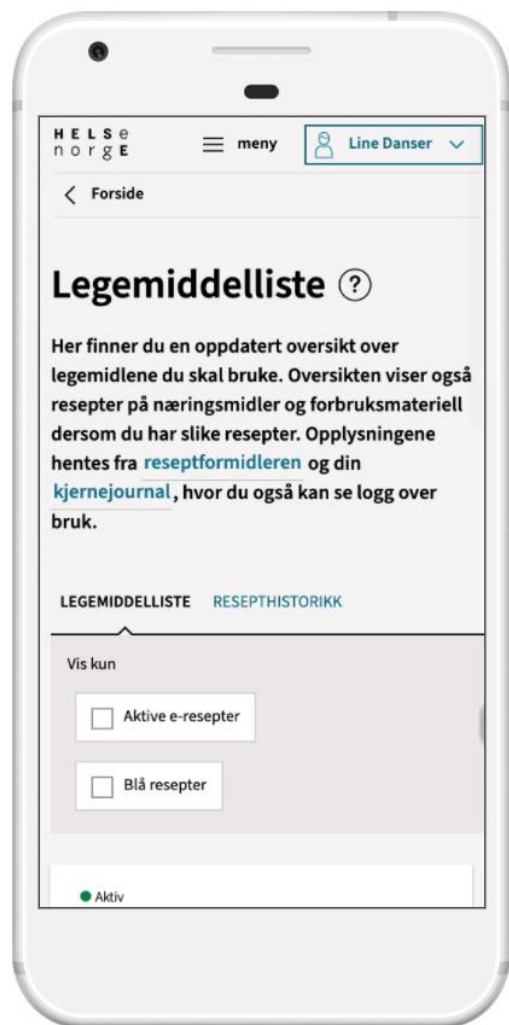 HELSe
norgE
meny
Line Danser
Forside
Legemiddelliste ?
Her finner du en oppdatert oversikt over
legemidlene du skal bruke. Oversikten viser også
resepter på næringsmidler og forbruksmateriell
dersom du har slike resepter. Opplysningene
hentes fra reseptformidleren og din
kjernejournal, hvor du også kan se logg over
bruk.
LEGEMIDDELLISTE RESEPTHISTORIKK
Vis kun
Aktive e-resepter
Blå resepter
Aktiv